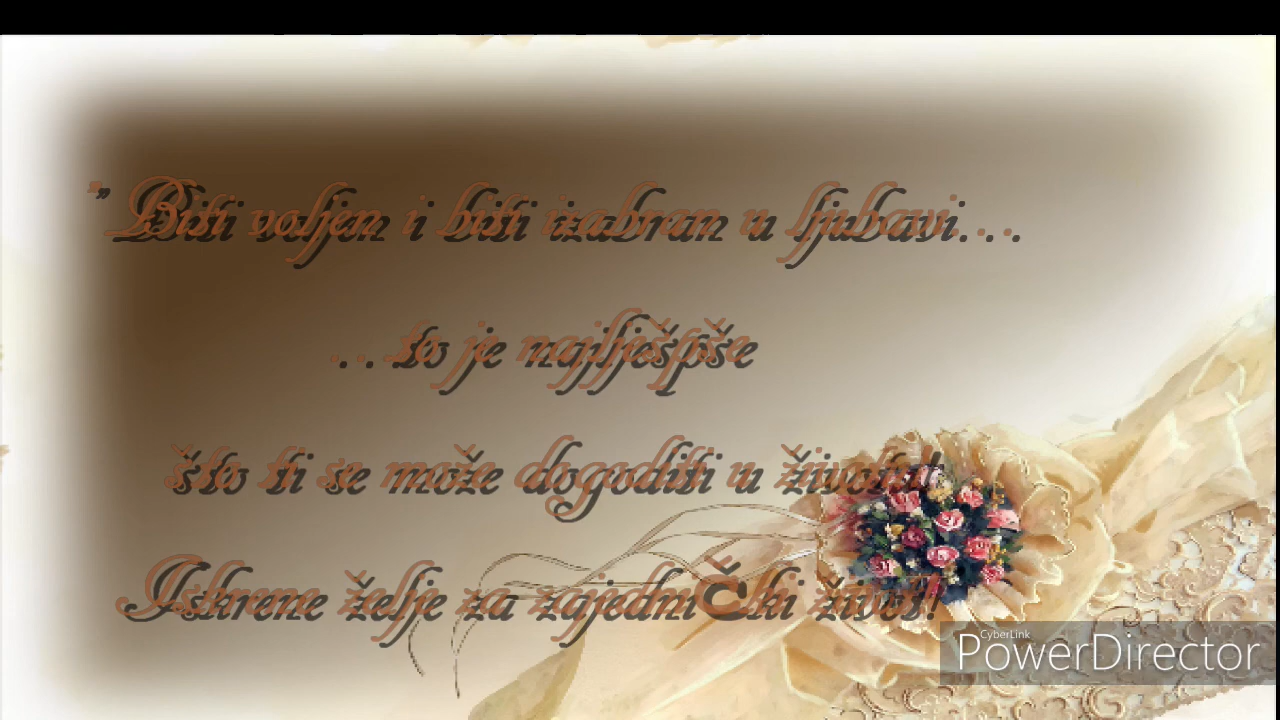 " Biti voljen i biti izabran u ljubavi...
...to je najlješpše
što ti se može dogoditi u životu!
Iskrene želje za zajedniČki život!
CyberLink
PowerDirector